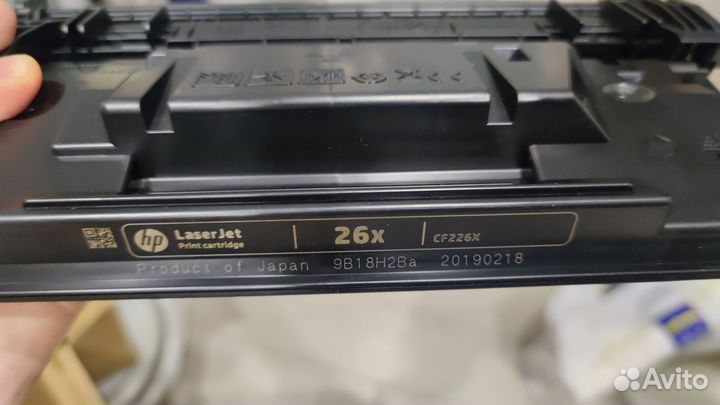 hp LaserJet Print cartridge 26x CF226X
Product of Japan 9B18H2Ba 20190218
Avito